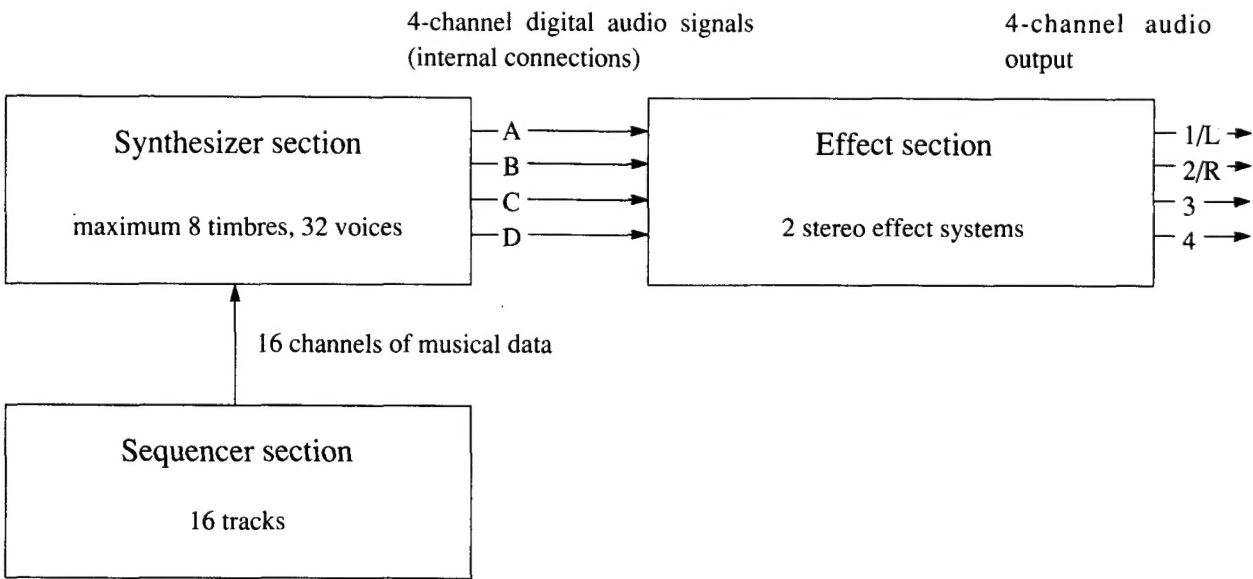 4-channel digital audio signals
(internal connections)
4-channel audio
output
Synthesizer section
maximum 8 timbres, 32 voices
A
B
C
D
Effect section
2 stereo effect systems
1/L
2/R
3
4
16 channels of musical data
Sequencer section
16 tracks